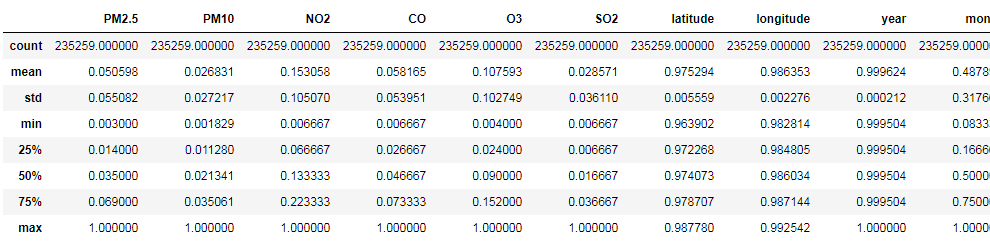 PM2.5 PM10 NO2 CO O3 SO2 latitude longitude year mon
count 235259.000000 235259.000000 235259.000000 235259.000000 235259.000000 235259.000000 235259.000000 235259.000000 235259.000000 235259.0000
mean 0.050598 0.026831 0.153058 0.058165 0.107593 0.028571 0.975294 0.986353 0.999624 0.4878
std 0.055082 0.027217 0.105070 0.053951 0.102749 0.036110 0.005559 0.002276 0.000212 0.3176
min 0.003000 0.001829 0.006667 0.006667 0.004000 0.006667 0.963902 0.982814 0.999504 0.0833
25% 0.014000 0.011280 0.066667 0.026667 0.024000 0.006667 0.972268 0.984805 0.999504 0.1666
50% 0.035000 0.021341 0.133333 0.046667 0.090000 0.016667 0.974073 0.986034 0.999504 0.5000
75% 0.069000 0.035061 0.223333 0.073333 0.152000 0.036667 0.978707 0.987144 0.999504 0.7500
max 1.000000 1.000000 1.000000 1.000000 1.000000 1.000000 0.987780 0.992542 1.000000 1.0000